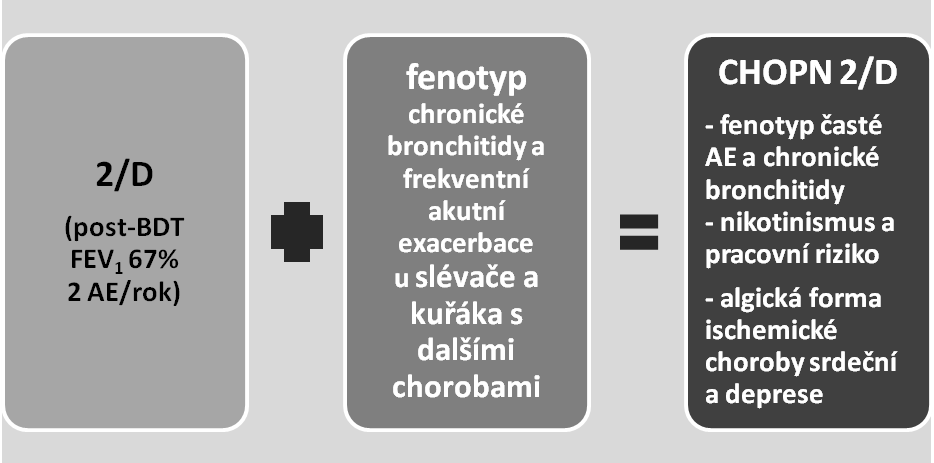 2/D
(post-BDT
FEV₁ 67%
2 AE/rok)
fenotyp
chronické
bronchitidy a
frekventní
akutní
exacerbace
u slévače a
kuřáka s
dalšími
chorobami
=
CHOPN 2/D
- fenotyp časté
AE a chronické
bronchitidy
- nikotinismus a
pracovní riziko
- algická forma
ischemické
choroby srdeční
a deprese